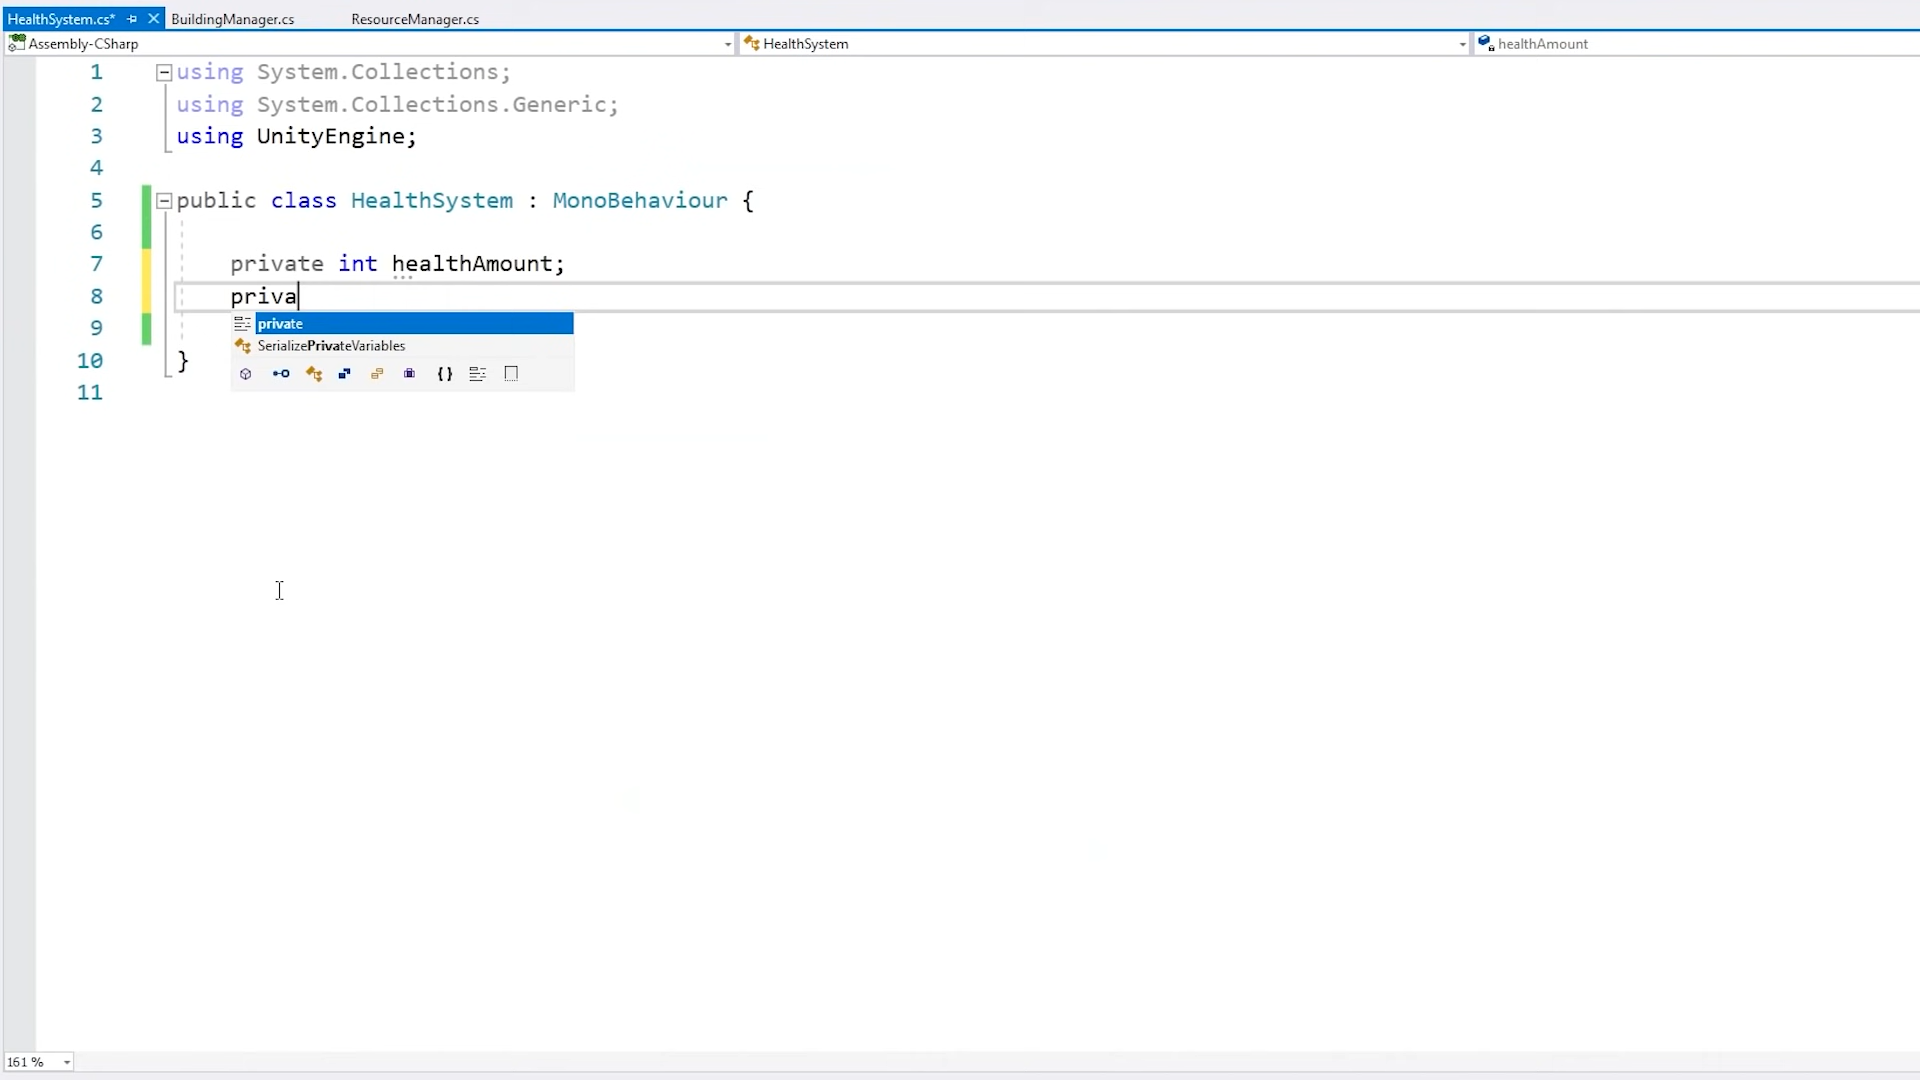 HealthSystem.cs* BuildingManager.cs ResourceManager.cs
Assembly-CSharp HealthSystem healthAmount
1 using System.Collections;
2 using System.Collections.Generic;
3 using UnityEngine;
4
5 public class HealthSystem : MonoBehaviour {
6
7 private int healthAmount;
8 priva
private
9
SerializePrivateVariables
10 }
{}
11
161 %